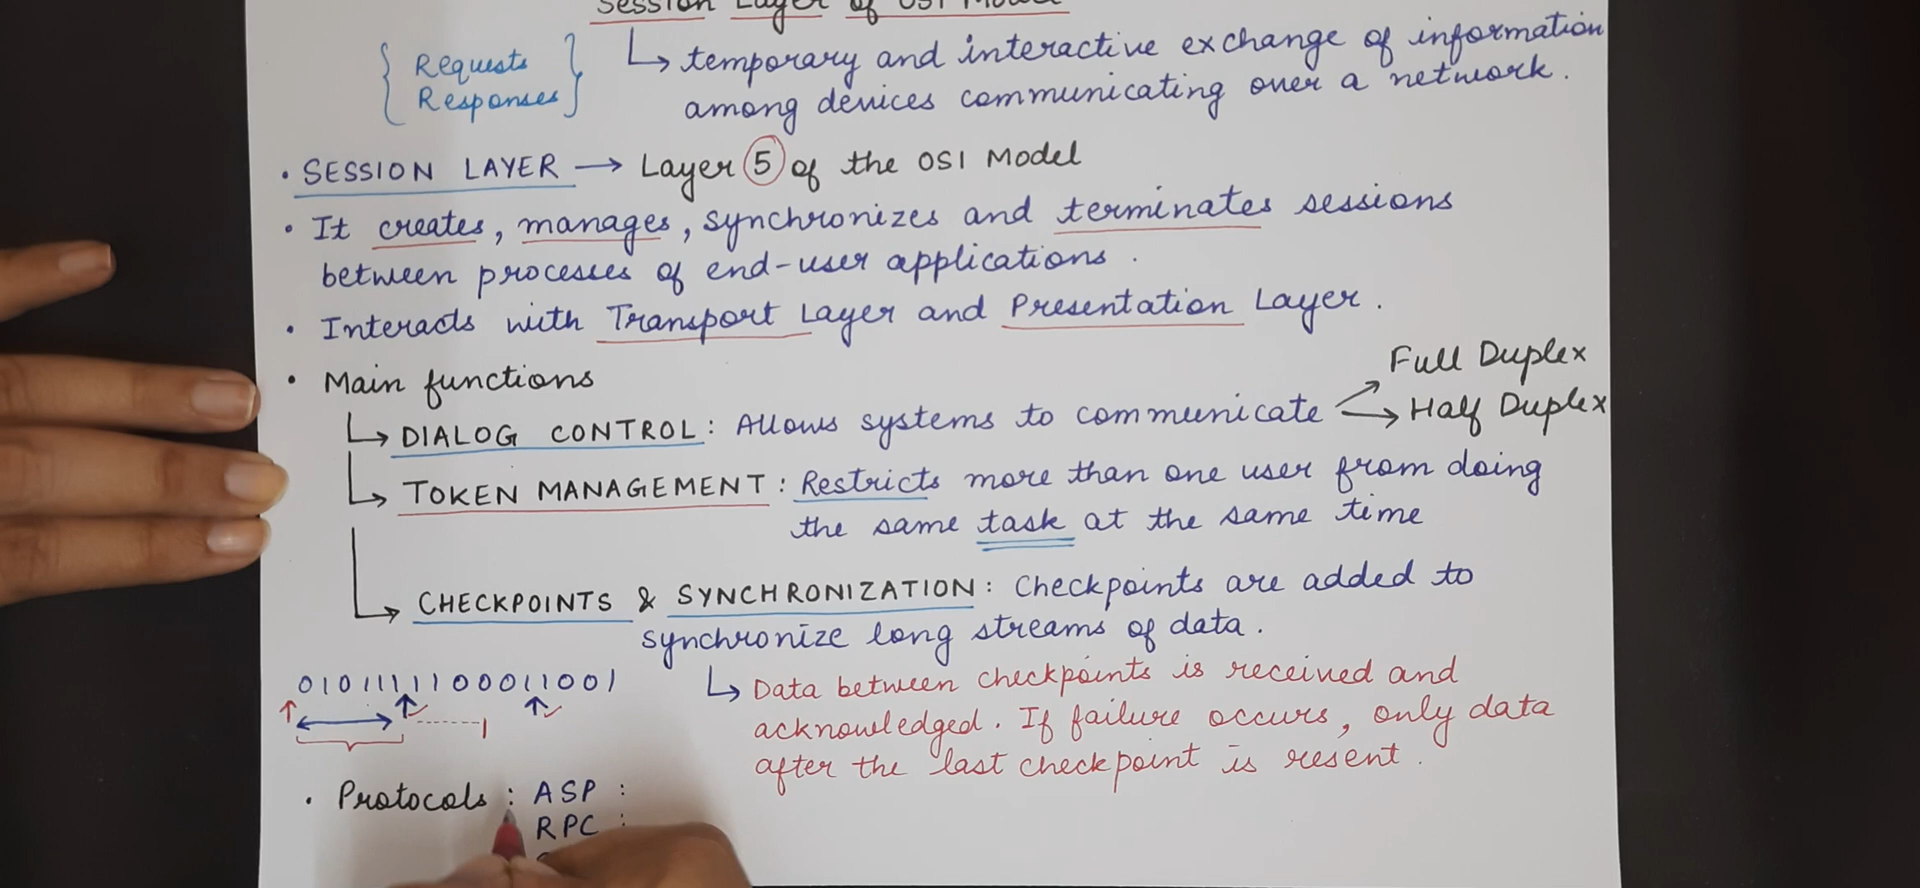 Session Layer of OSI Model
{ Requests
Responses }
↳ temporary and interactive exchange of information
among devices communicating over a network.
• SESSION LAYER → Layer 5 of the OSI Model
• It creates, manages, synchronizes and terminates sessions
between processes of end-user applications.
• Interacts with Transport Layer and Presentation Layer.
• Main functions
↳ DIALOG CONTROL : Allows systems to communicate
Full Duplex
Half Duplex
↳ TOKEN MANAGEMENT : Restricts more than one user from doing
the same task at the same time
↳ CHECKPOINTS & SYNCHRONIZATION : Checkpoints are added to
synchronize long streams of data.
↳ Data between checkpoints is received and
acknowledged. If failure occurs, only data
after the last checkpoint is resent.
0101111100011001
• Protocols : ASP :
RPC :